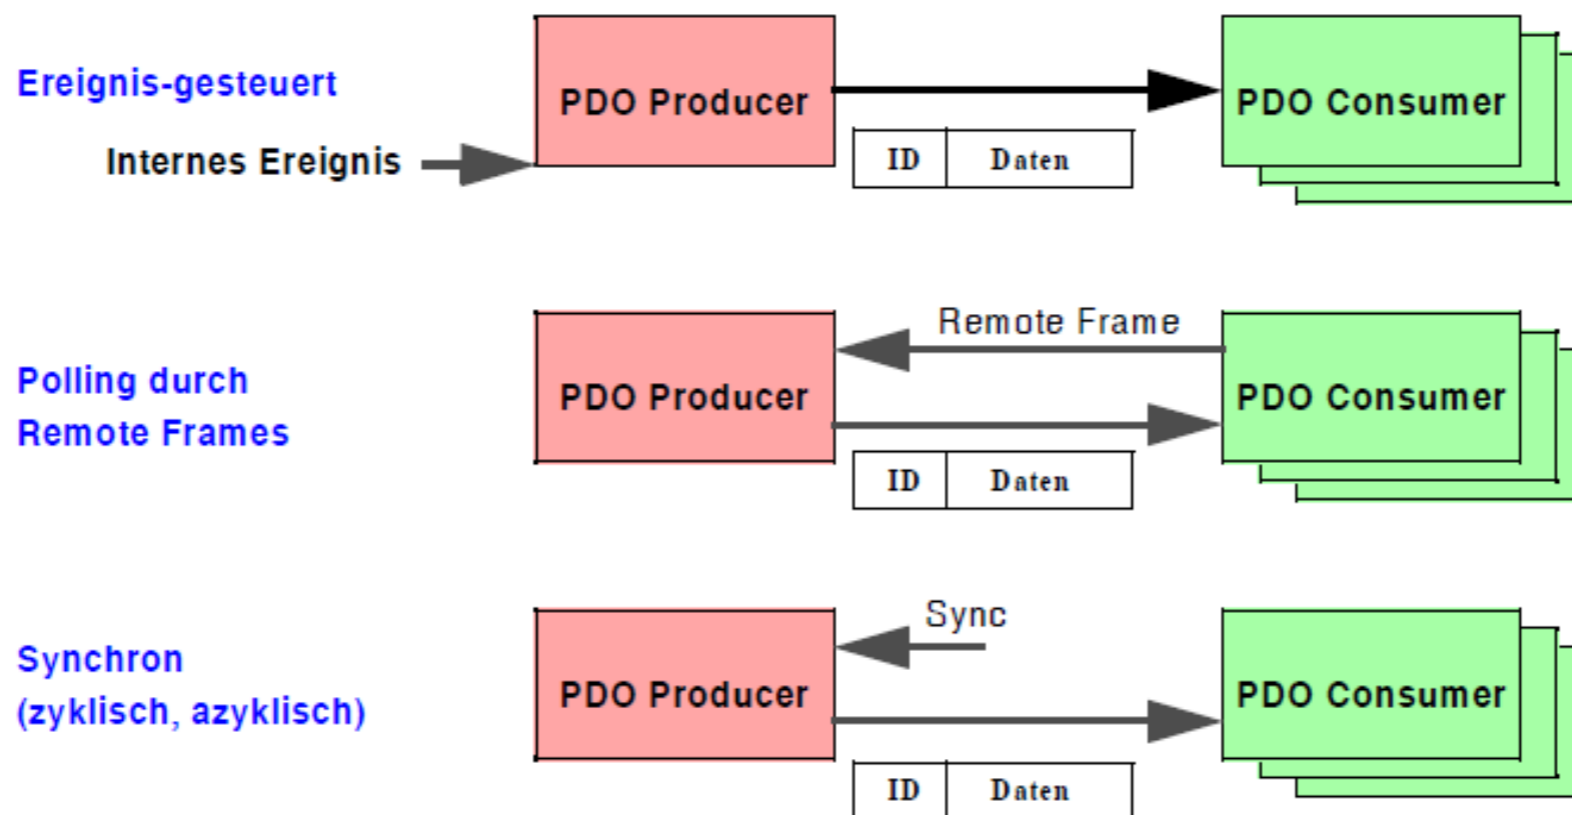 Ereignis-gesteuert
Internes Ereignis
PDO Producer
ID Daten
PDO Consumer
Polling durch
Remote Frames
PDO Producer
Remote Frame
ID Daten
PDO Consumer
Synchron
(zyklisch, azyklisch)
PDO Producer
Sync
ID Daten
PDO Consumer